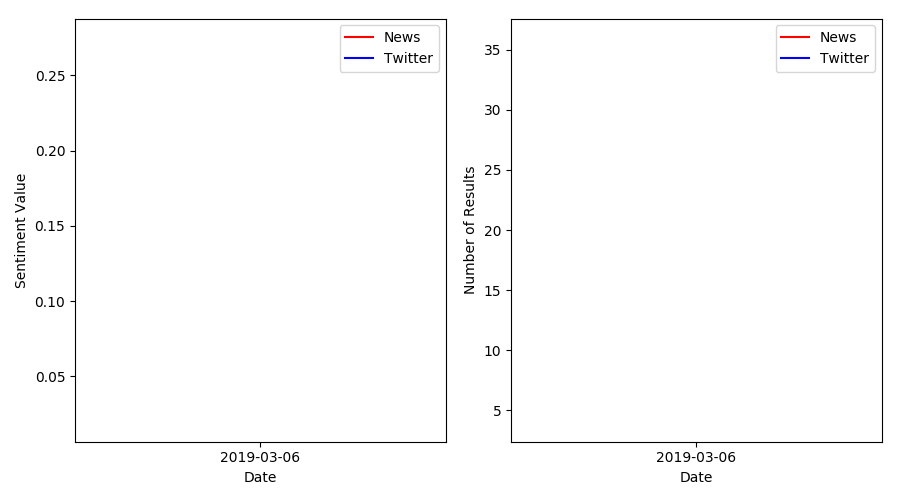 News
Twitter
0.25
0.20
0.15
0.10
0.05
Sentiment Value
2019-03-06
Date
News
Twitter
35
30
25
20
15
10
5
Number of Results
2019-03-06
Date